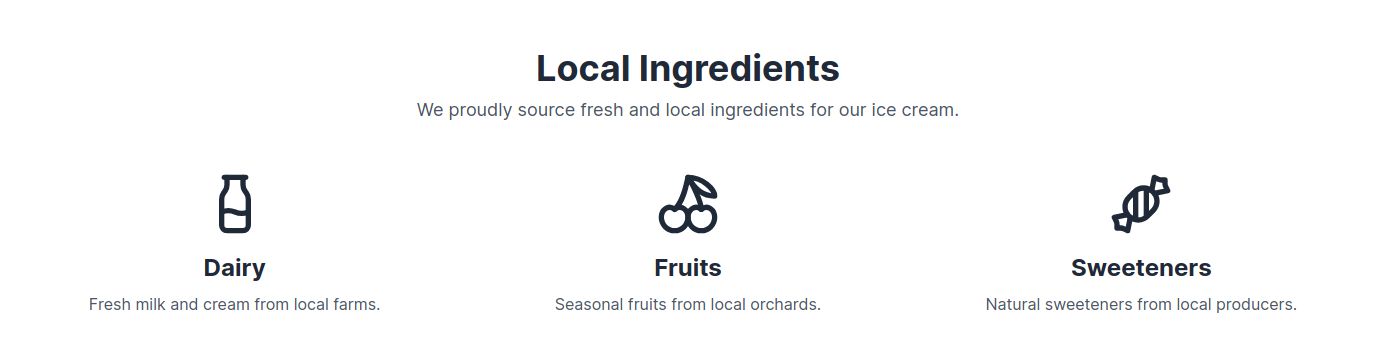 Local Ingredients
We proudly source fresh and local ingredients for our ice cream.
Dairy
Fresh milk and cream from local farms.
Fruits
Seasonal fruits from local orchards.
Sweeteners
Natural sweeteners from local producers.